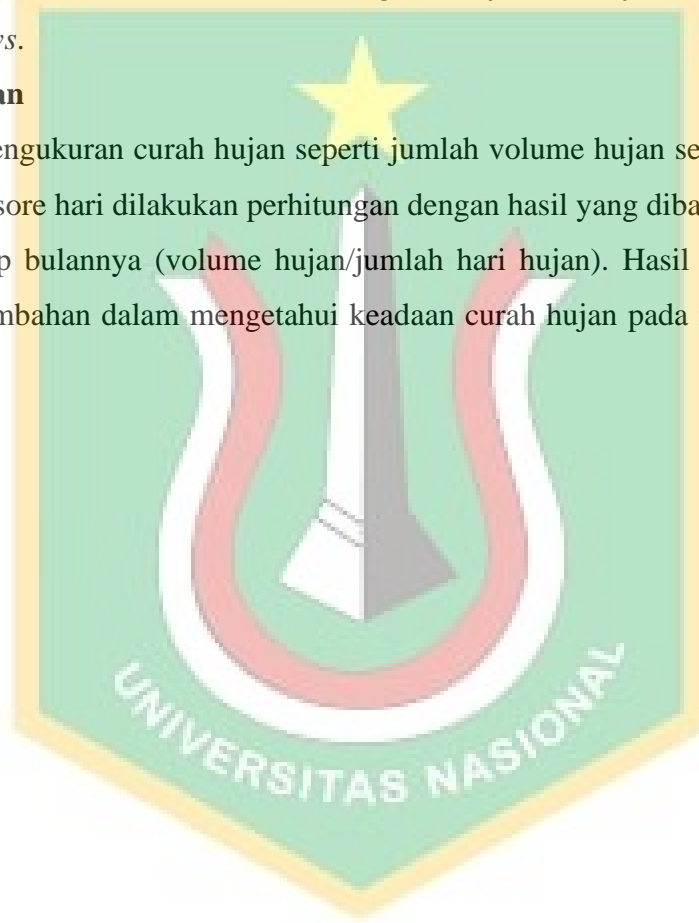 ys.
an
engukuran curah hujan seperti jumlah volume hujan se
sore hari dilakukan perhitungan dengan hasil yang diba
p bulannya (volume hujan/jumlah hari hujan). Hasil
mbahan dalam mengetahui keadaan curah hujan pada
UNIVERSITAS NASIONAL